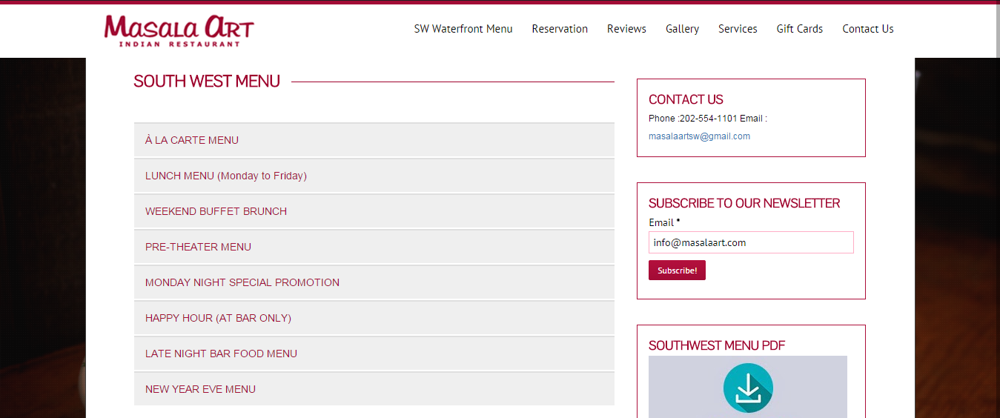 MASALA ART
INDIAN RESTAURANT
SW Waterfront Menu Reservation Reviews Gallery Services Gift Cards Contact Us
SOUTH WEST MENU
À LA CARTE MENU
LUNCH MENU (Monday to Friday)
WEEKEND BUFFET BRUNCH
PRE-THEATER MENU
MONDAY NIGHT SPECIAL PROMOTION
HAPPY HOUR (AT BAR ONLY)
LATE NIGHT BAR FOOD MENU
NEW YEAR EVE MENU
CONTACT US
Phone :202-554-1101 Email :
masalaartsw@gmail.com
SUBSCRIBE TO OUR NEWSLETTER
Email *
info@masalaart.com
Subscribe!
SOUTHWEST MENU PDF